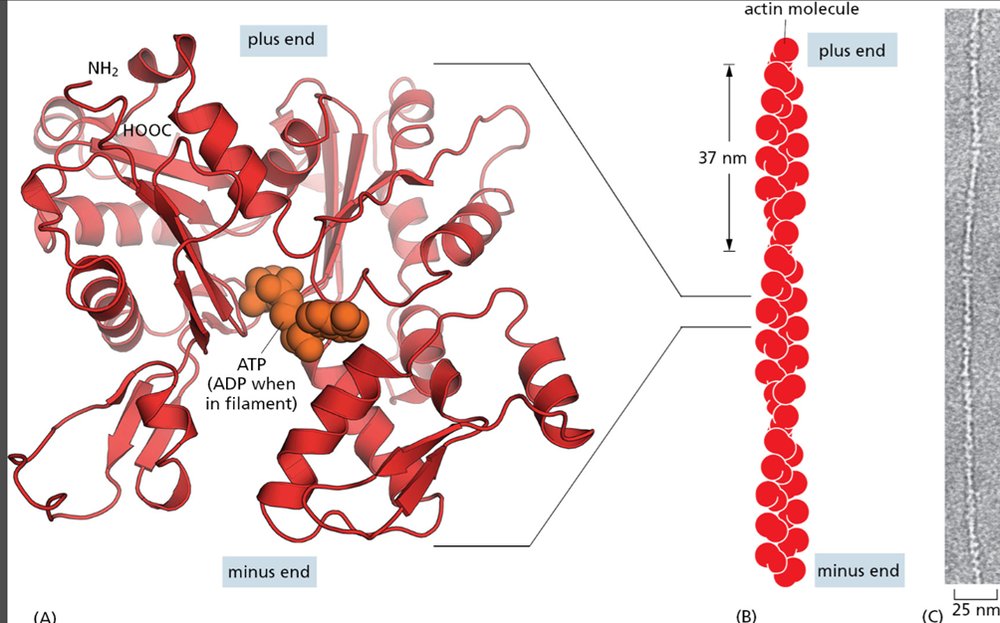 actin molecule
plus end
plus end
NH2
HOOC
37 nm
ATP
(ADP when
in filament)
minus end
minus end
(A)
(B)
(C)
25 nm